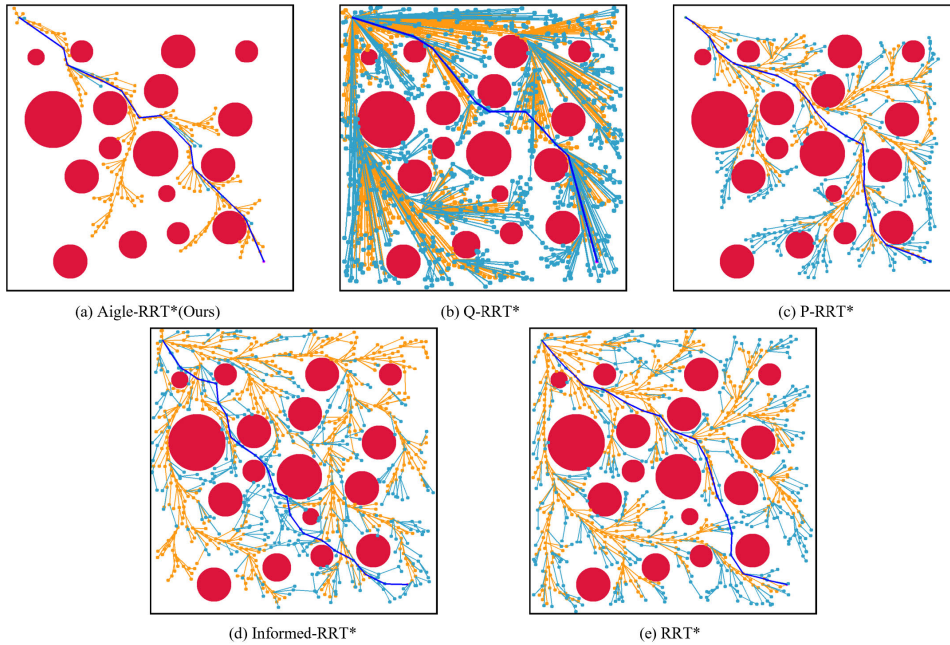 (a) Aigle-RRT*(Ours)
(b) Q-RRT*
(c) P-RRT*
(d) Informed-RRT*
(e) RRT*